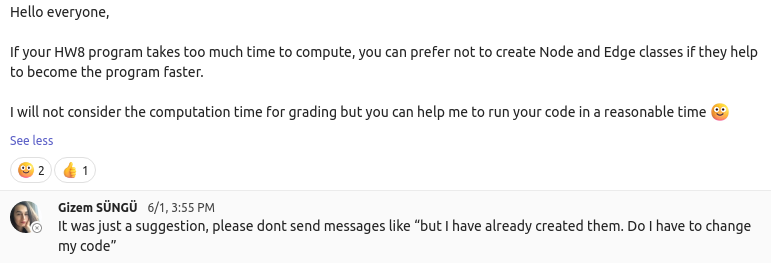 Hello everyone,
If your HW8 program takes too much time to compute, you can prefer not to create Node and Edge classes if they help
to become the program faster.
I will not consider the computation time for grading but you can help me to run your code in a reasonable time
See less
2
1
Gizem SÜNGÜ 6/1, 3:55 PM
It was just a suggestion, please dont send messages like “but I have already created them. Do I have to change
my code”